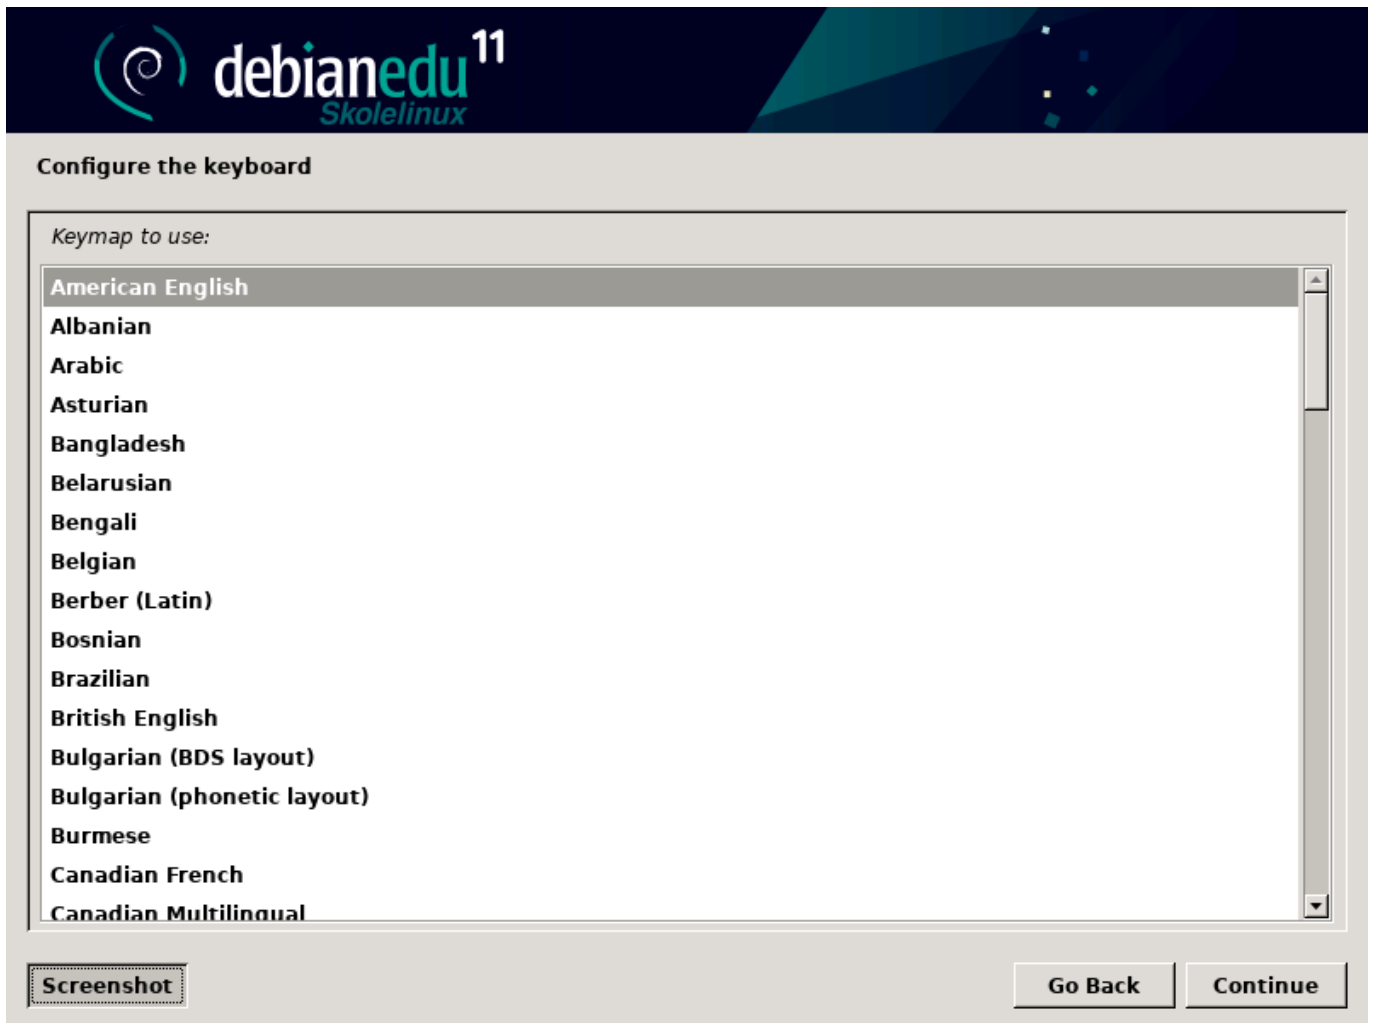 debianedu 11
Skolelinux
Configure the keyboard
Keymap to use:
American English
Albanian
Arabic
Asturian
Bangladesh
Belarusian
Bengali
Belgian
Berber (Latin)
Bosnian
Brazilian
British English
Bulgarian (BDS layout)
Bulgarian (phonetic layout)
Burmese
Canadian French
Canadian Multilingual
Screenshot
Go Back
Continue